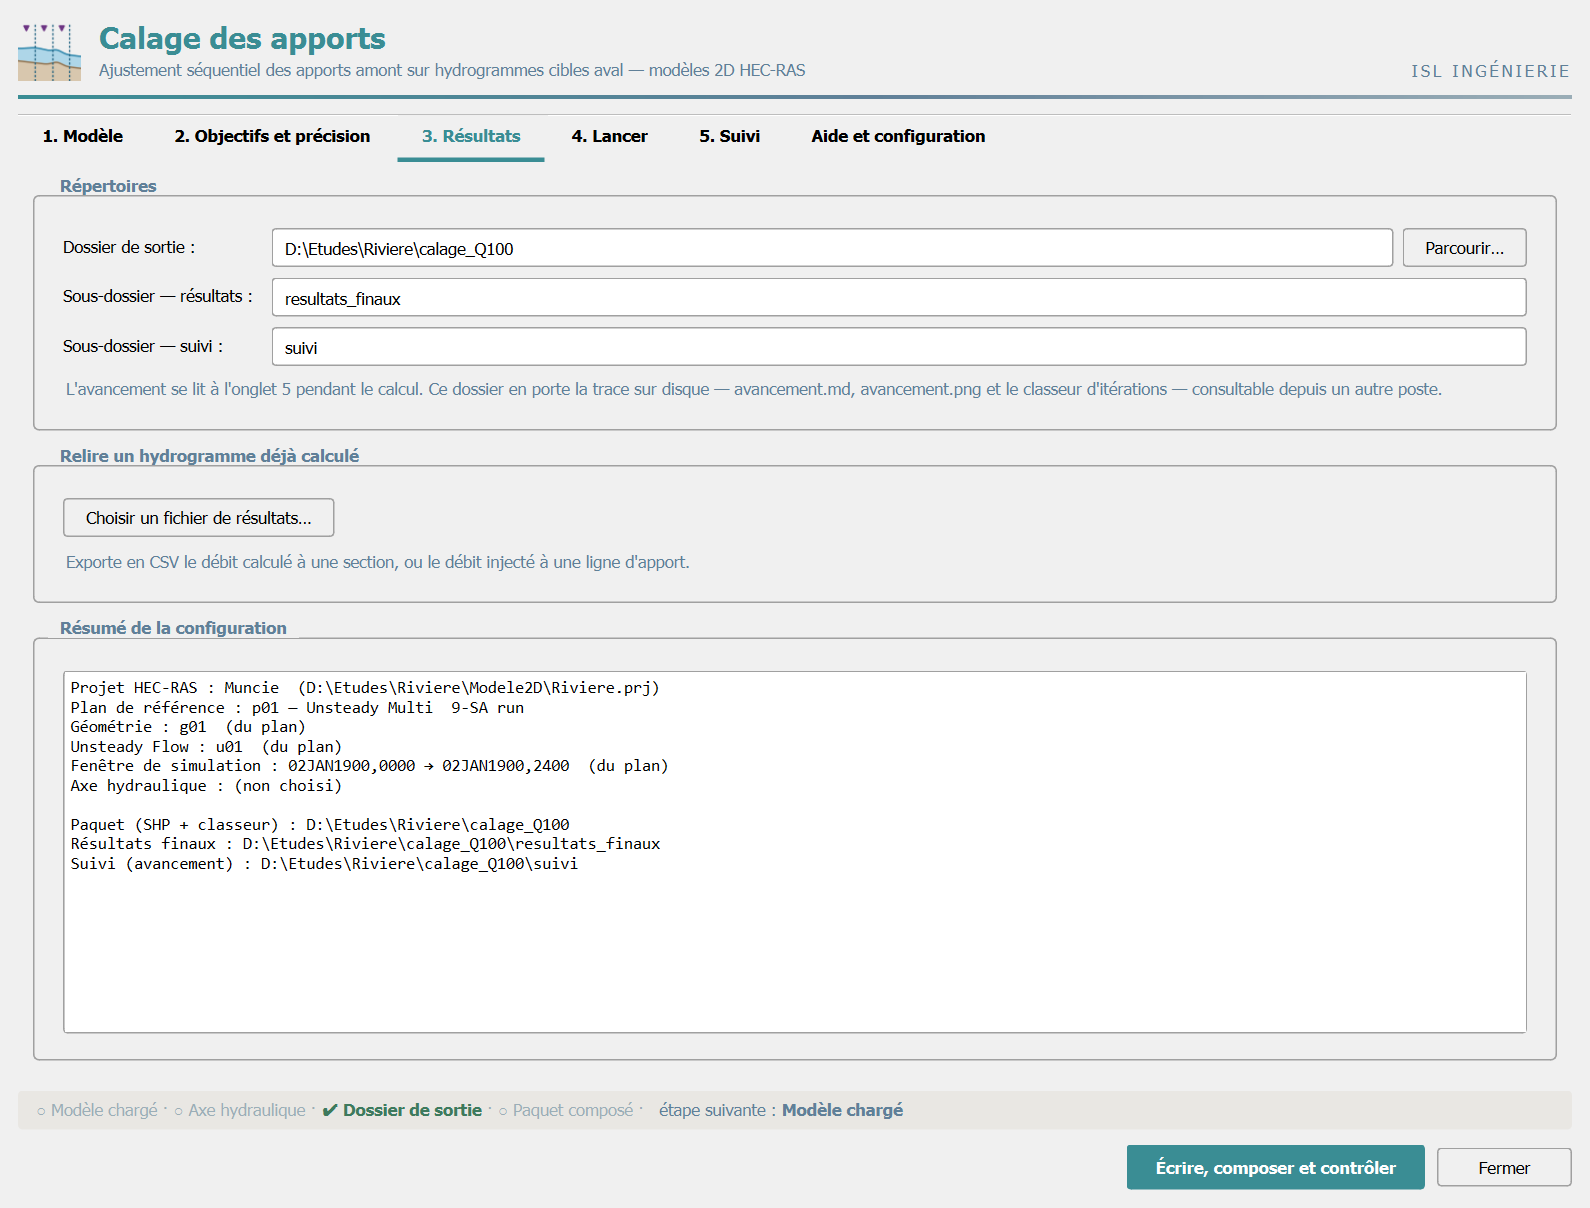 Calage des apports
Ajustement séquentiel des apports amont sur hydrogrammes cibles aval — modèles 2D HEC-RAS
ISL INGÉNIERIE
1. Modèle
2. Objectifs et précision
3. Résultats
4. Lancer
5. Suivi
Aide et configuration
Répertoires
Dossier de sortie :
D:\Etudes\Riviere\calage_Q100
Parcourir...
Sous-dossier — résultats :
resultats_finaux
Sous-dossier — suivi :
suivi
L'avancement se lit à l'onglet 5 pendant le calcul. Ce dossier en porte la trace sur disque — avancement.md, avancement.png et le classeur d'itérations — consultable depuis un autre poste.
Relire un hydrogramme déjà calculé
Choisir un fichier de résultats...
Exporte en CSV le débit calculé à une section, ou le débit injecté à une ligne d'apport.
Résumé de la configuration
Projet HEC-RAS : Muncie  (D:\Etudes\Riviere\Modele2D\Riviere.prj)
Plan de référence : p01 — Unsteady Multi  9-SA run
Géométrie : g01  (du plan)
Unsteady Flow : u01  (du plan)
Fenêtre de simulation : 02JAN1900,0000 → 02JAN1900,2400  (du plan)
Axe hydraulique : (non choisi)
Paquet (SHP + classeur) : D:\Etudes\Riviere\calage_Q100
Résultats finaux : D:\Etudes\Riviere\calage_Q100\resultats_finaux
Suivi (avancement) : D:\Etudes\Riviere\calage_Q100\suivi
○ Modèle chargé · ○ Axe hydraulique · ✔ Dossier de sortie · ○ Paquet composé ·   étape suivante : Modèle chargé
Écrire, composer et contrôler
Fermer